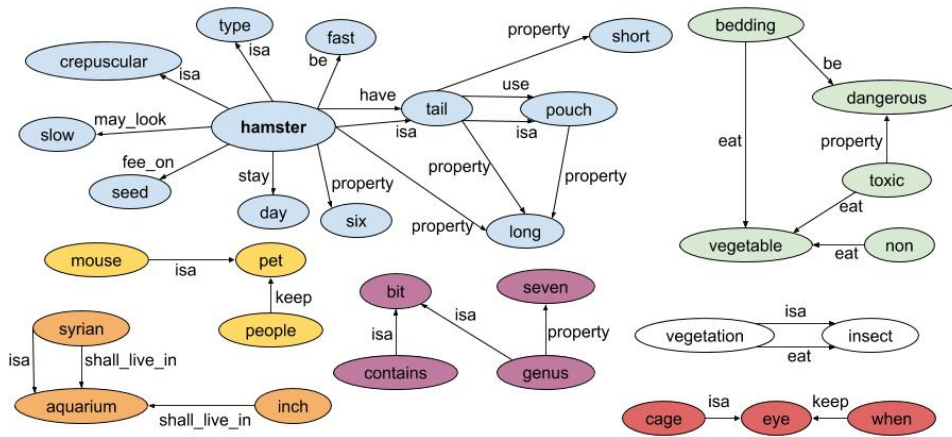 type
fast
property
short
bedding
crepuscular
isa
isa
be
be
have
use
dangerous
slow
may_look
hamster
tail
pouch
isa
isa
eat
property
fee_on
stay
property
property
property
toxic
seed
day
six
property
long
eat
vegetable
eat
non
mouse
isa
pet
keep
people
bit
seven
isa
isa
property
contains
genus
syrian
isa
shall_live_in
aquarium
shall_live_in
inch
vegetation
isa
eat
insect
cage
isa
eye
keep
when